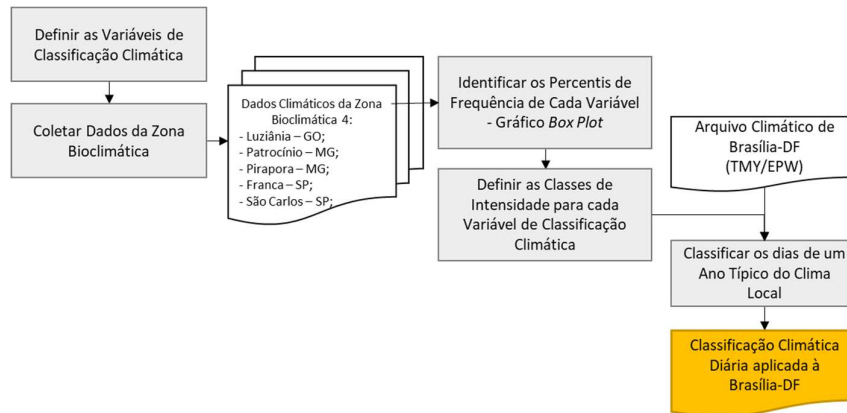 Definir as Variáveis de
Classificação Climática
Coletar Dados da Zona
Bioclimática
Dados Climáticos da Zona
Bioclimática 4:
- Luziânia – GO;
- Patrocínio – MG;
- Pirapora – MG;
- Franca – SP;
- São Carlos – SP;
Identificar os Percentis de
Frequência de Cada Variável
- Gráfico Box Plot
Definir as Classes de
Intensidade para cada
Variável de Classificação
Climática
Arquivo Climático de
Brasília-DF
(TMY/EPW)
Classificar os dias de um
Ano Típico do Clima
Local
Classificação Climática
Diária aplicada à
Brasília-DF